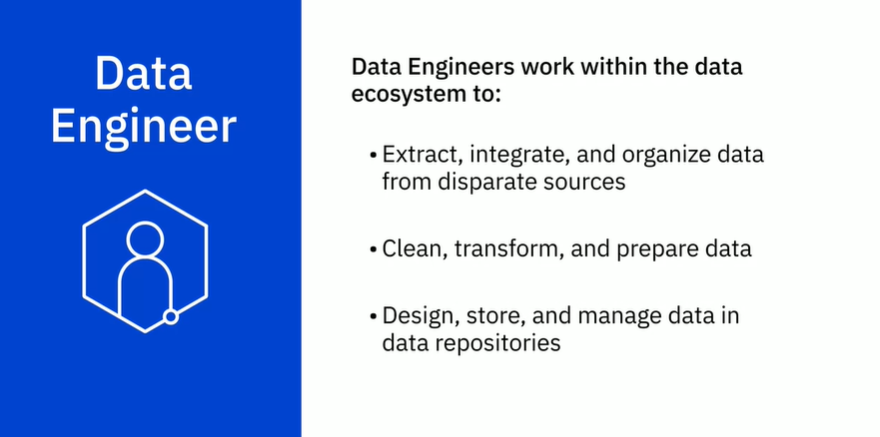 Data
Engineer
Data Engineers work within the data
ecosystem to:
• Extract, integrate, and organize data
from disparate sources
• Clean, transform, and prepare data
• Design, store, and manage data in
data repositories